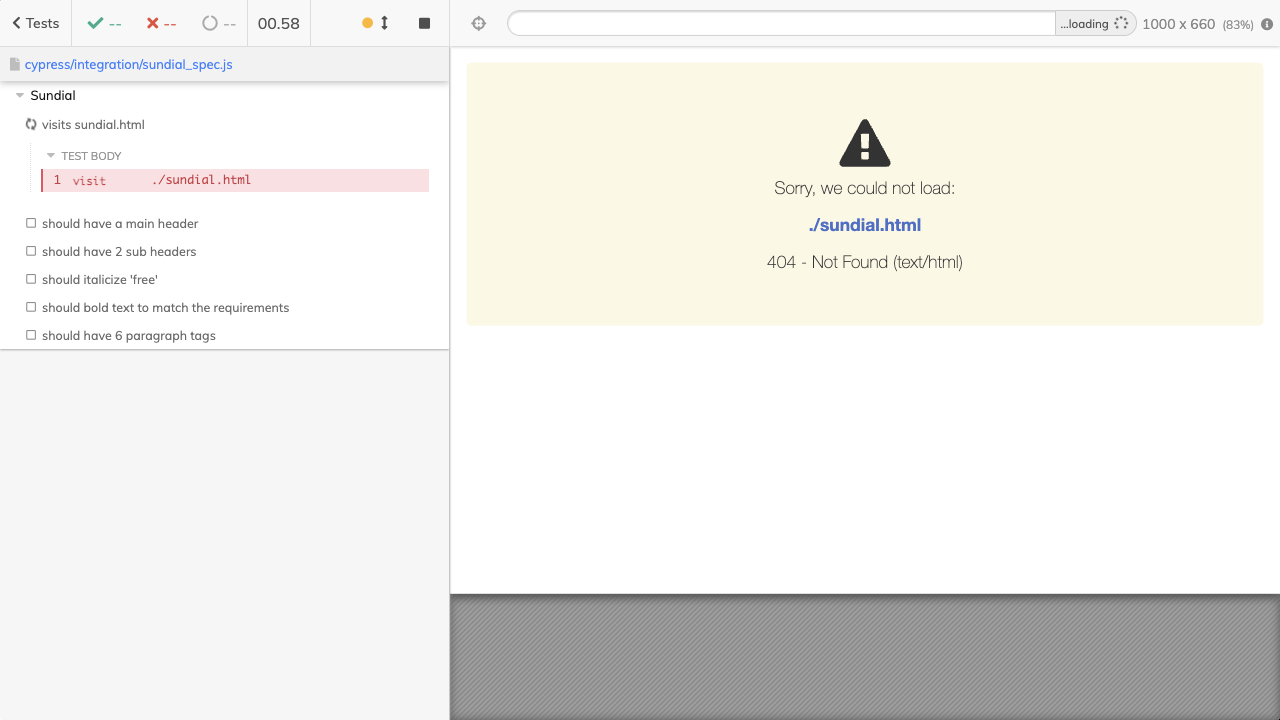 Tests -- -- -- 00.58 ...loading 1000 x 660 (83%)
cypress/integration/sundial_spec.js
Sundial
visits sundial.html
TEST BODY
1 visit ./sundial.html
should have a main header
should have 2 sub headers
should italicize 'free'
should bold text to match the requirements
should have 6 paragraph tags
Sorry, we could not load:
./sundial.html
404 - Not Found (text/html)